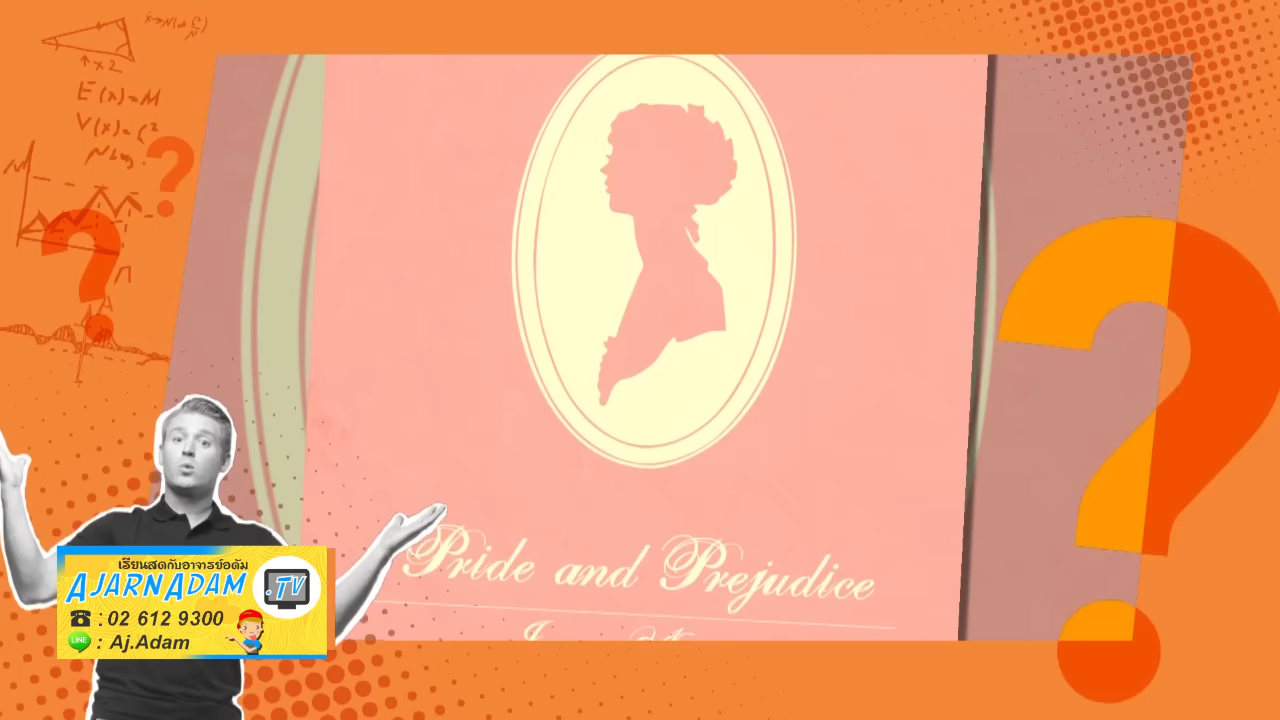 E(x)=M
Pride and Prejudice
เรียนสดกับอาจารย์อดัม
AJARNADAM .TV
: 02 612 9300
LINE : Aj.Adam